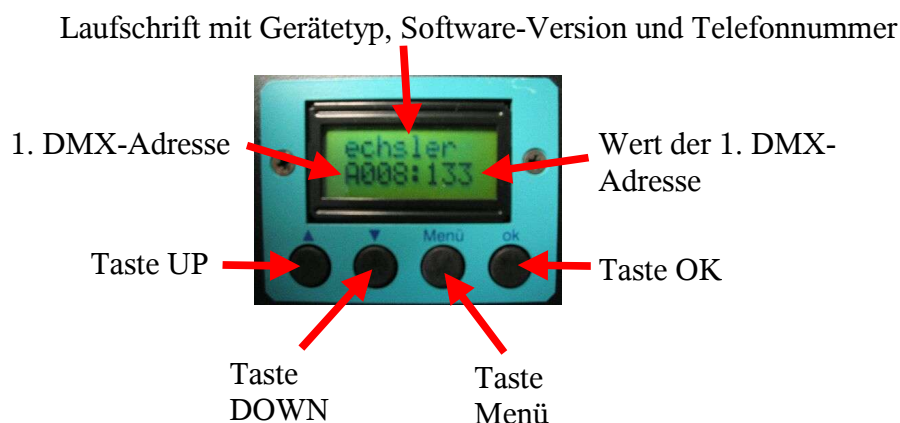 Laufschrift mit Gerätetyp, Software-Version und Telefonnummer
1. DMX-Adresse
echsler
A008:133
Wert der 1. DMX-
Adresse
▲ ▼ Menü ok
Taste UP
Taste OK
Taste
DOWN
Taste
Menü